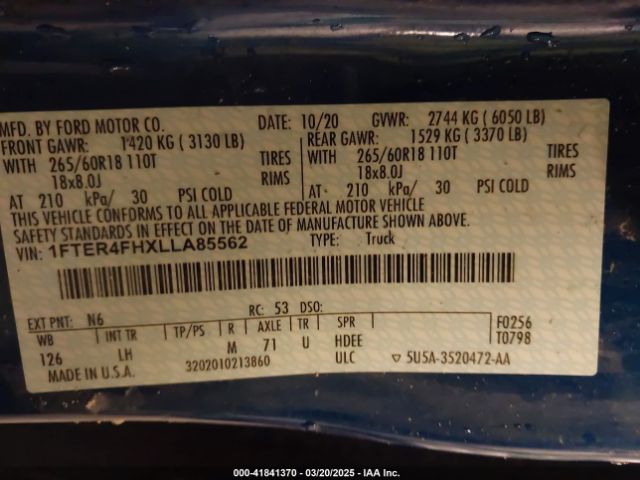 MFD. BY FORD MOTOR CO. DATE: 10/20 GVWR: 2744 KG (6050 LB)
FRONT GAWR: 1420 KG (3130 LB) REAR GAWR: 1529 KG (3370 LB)
WITH 265/60R18 110T TIRES WITH 265/60R18 110T TIRES
18x8.0J RIMS 18x8.0J RIMS
AT 210 kPa/ 30 PSI COLD AT 210 kPa/ 30 PSI COLD
THIS VEHICLE CONFORMS TO ALL APPLICABLE FEDERAL MOTOR VEHICLE
SAFETY STANDARDS IN EFFECT ON THE DATE OF MANUFACTURE SHOWN ABOVE.
VIN: 1FTER4FHXLLA85562 TYPE: Truck
EXT PNT: N6 RC: 53 DSO:
WB INT TR TP/PS R AXLE TR SPR F0256
126 LH M 71 U HDEE T0798
MADE IN U.S.A. 3202010213860 ULC ▽ 5U5A-3520472-AA
000-41841370 | 03/20/2025 - IAA Inc.